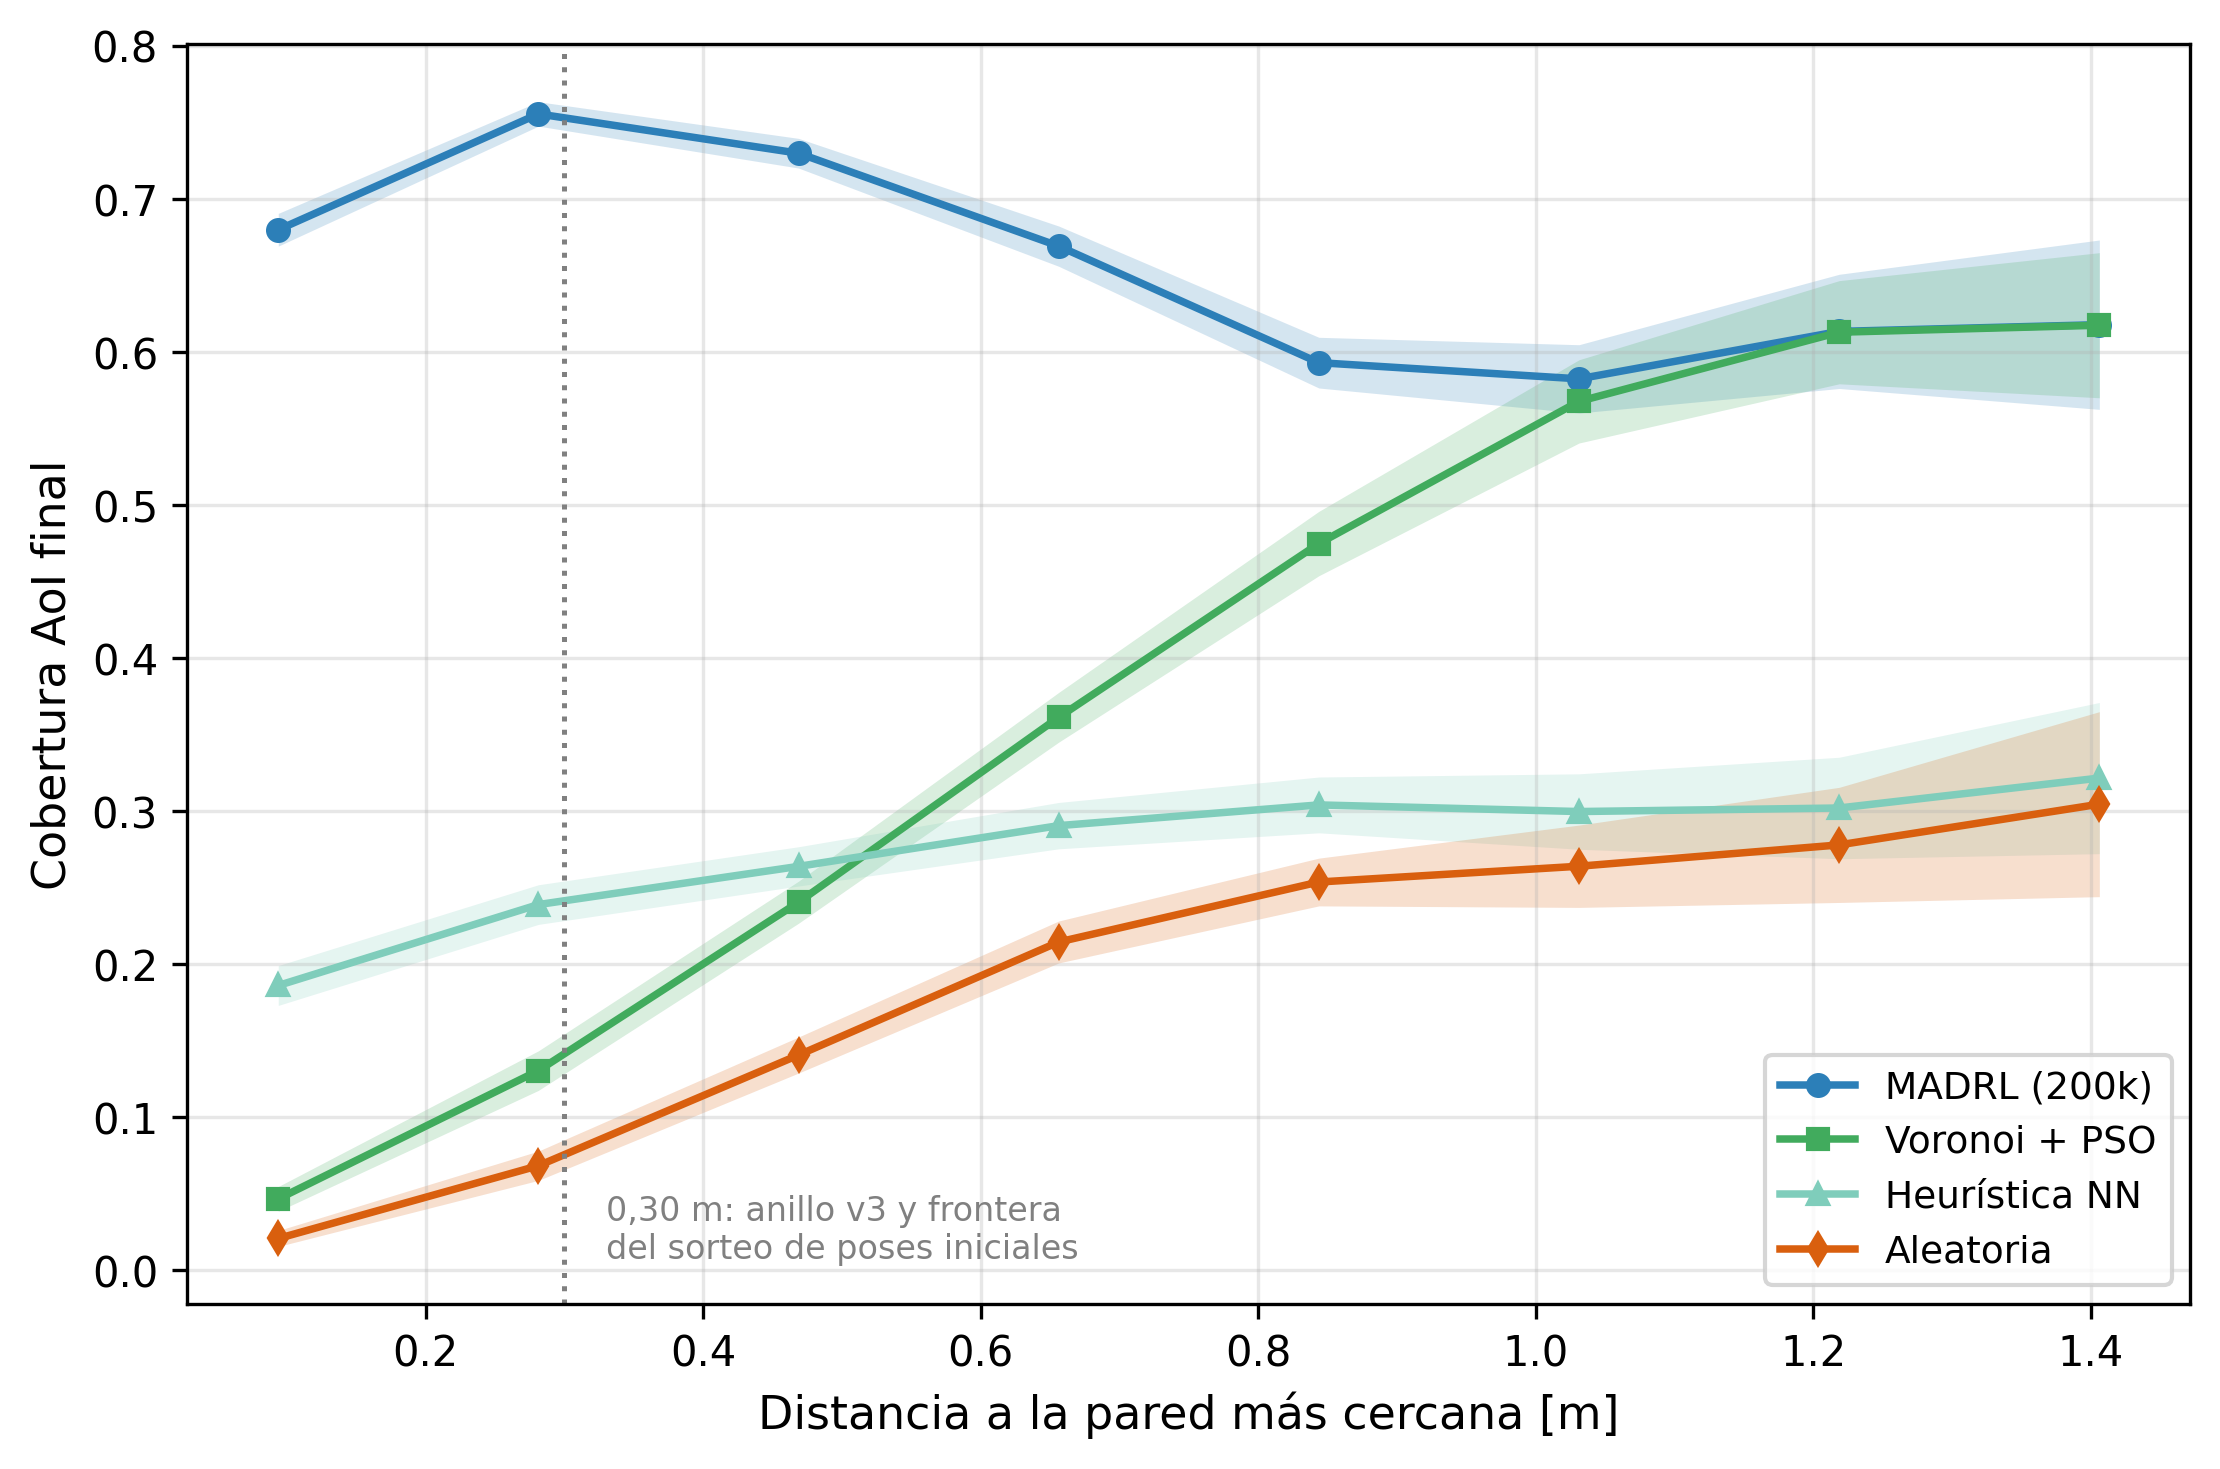 0.8
0.7
0.6
0.5
0.4
0.3
0.2
0.1
0.0
Cobertura AoI final
0,30 m: anillo v3 y frontera
del sorteo de poses iniciales
MADRL (200k)
Voronoi + PSO
Heurística NN
Aleatoria
0.2 0.4 0.6 0.8 1.0 1.2 1.4
Distancia a la pared más cercana [m]